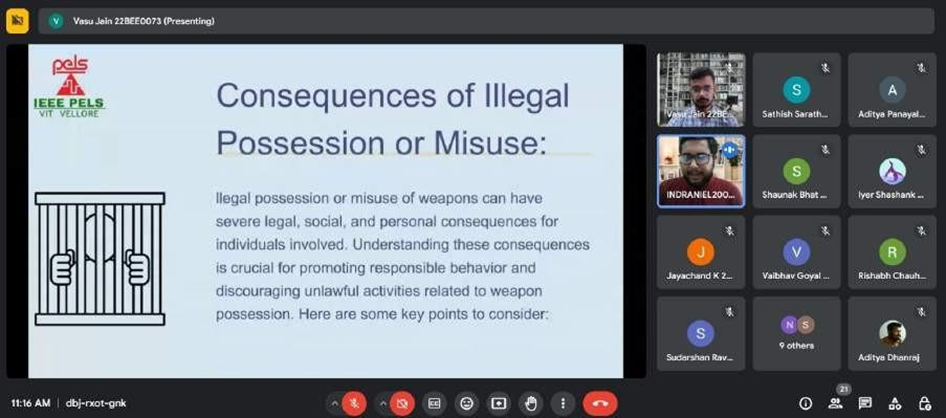 V Vasu Jain 22BEE0073 (Presenting)
pels
IEEE PELS
VIT VELLORE
Consequences of Illegal
Possession or Misuse:
llegal possession or misuse of weapons can have
severe legal, social, and personal consequences for
individuals involved. Understanding these consequences
is crucial for promoting responsible behavior and
discouraging unlawful activities related to weapon
possession. Here are some key points to consider:
Vasu Jain 22BE...
S
Sathish Sarath...
A
Aditya Panayal...
INDRANIEL200...
S
Shaunak Bhat ...
Iyer Shashank ...
J
Jayachand K 2...
V
Vaibhav Goyal ...
R
Rishabh Chauh...
S
Sudarshan Rav...
N S
9 others
Aditya Dhanraj
11:16 AM | dbj-rxot-gnk
CC
21